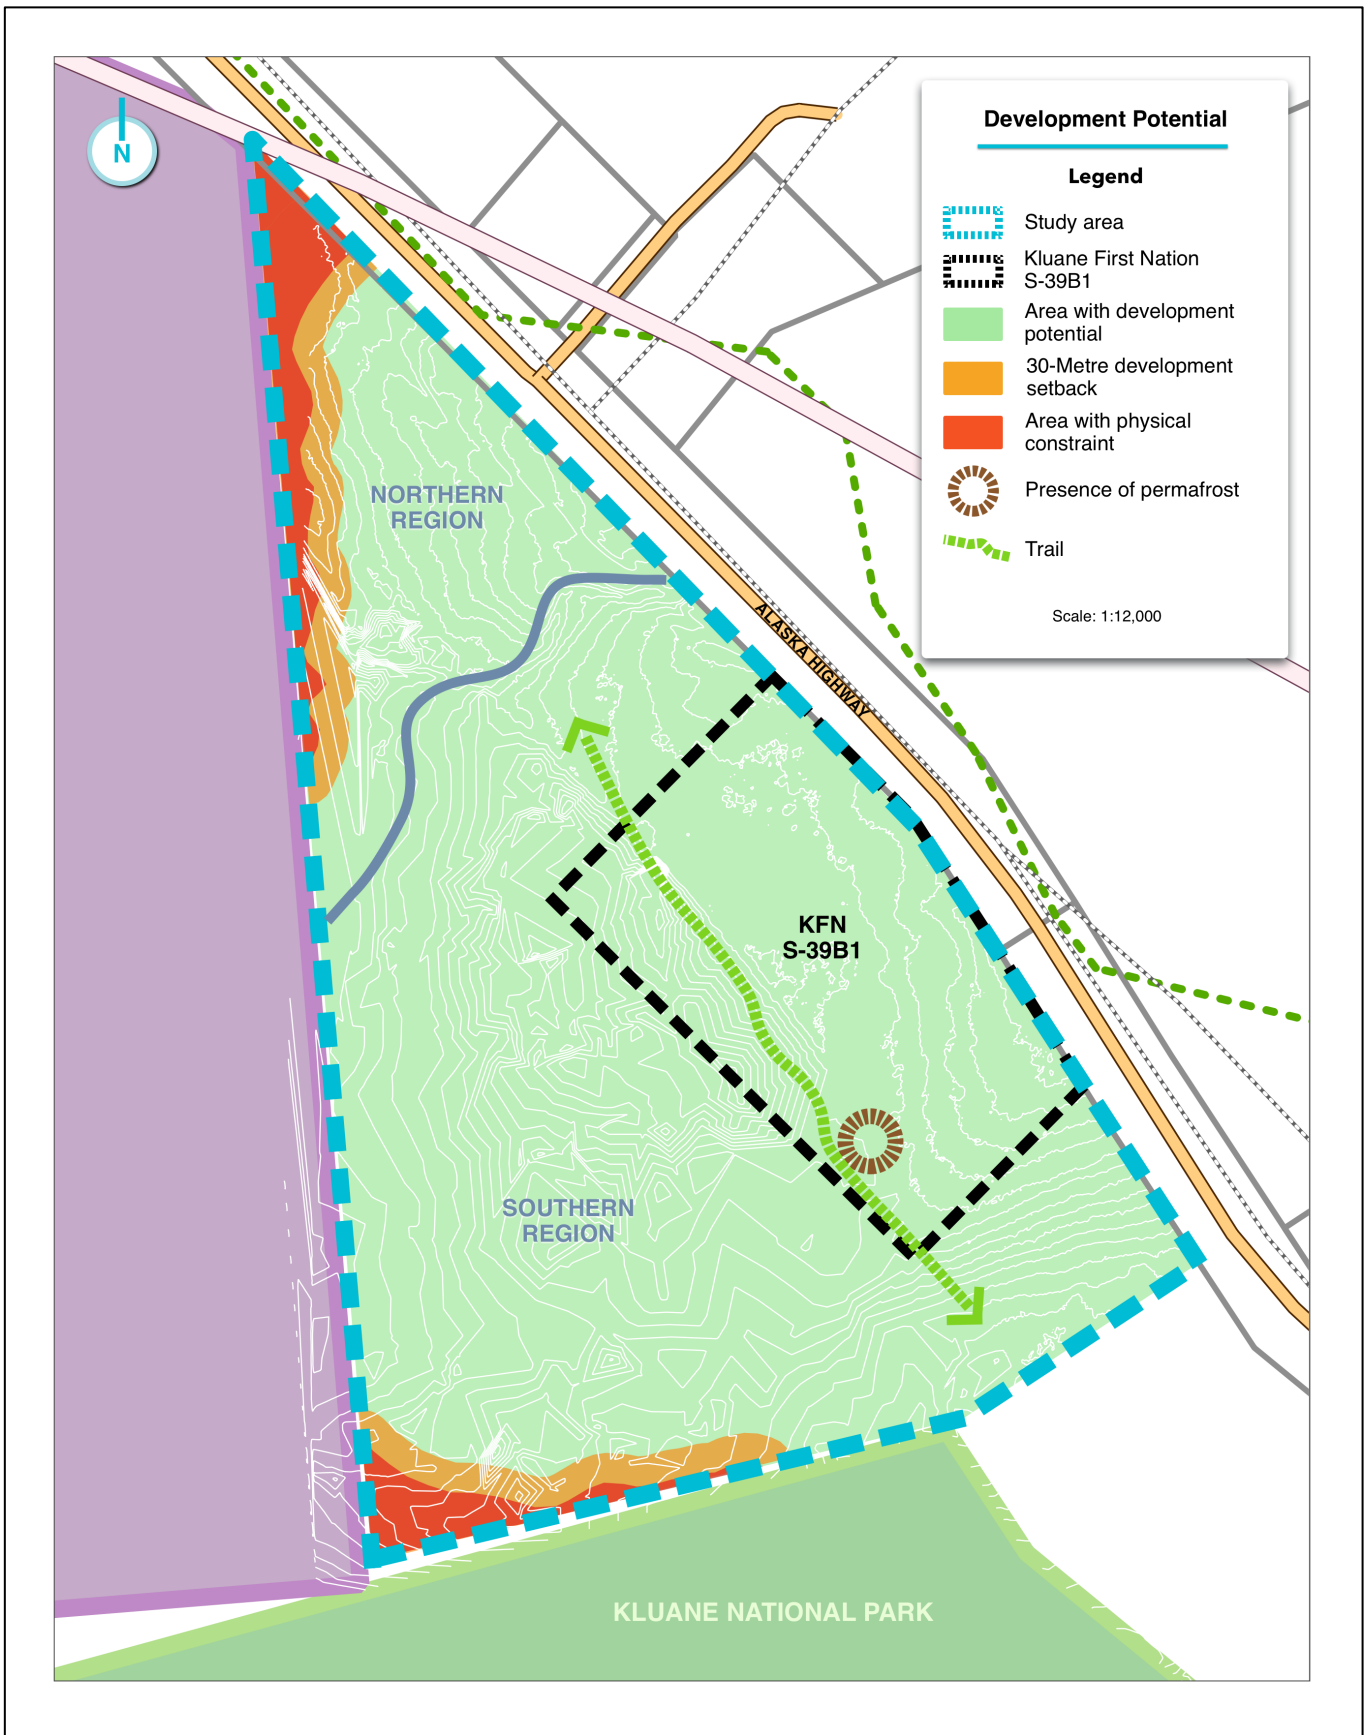 N
Development Potential
Legend
Study area
Kluane First Nation
S-39B1
Area with development
potential
30-Metre development
setback
Area with physical
constraint
Presence of permafrost
Trail
Scale: 1:12,000
NORTHERN
REGION
ALASKA HIGHWAY
KFN
S-39B1
SOUTHERN
REGION
KLUANE NATIONAL PARK